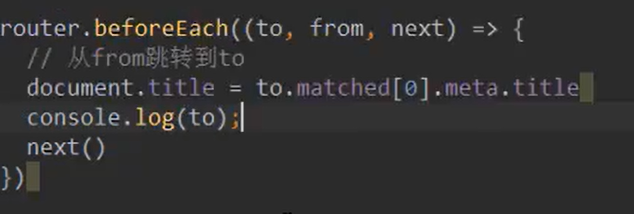 router.beforeEach((to, from, next) => {
// 从from跳转到to
document.title = to.matched[0].meta.title
console.log(to);
next()
})